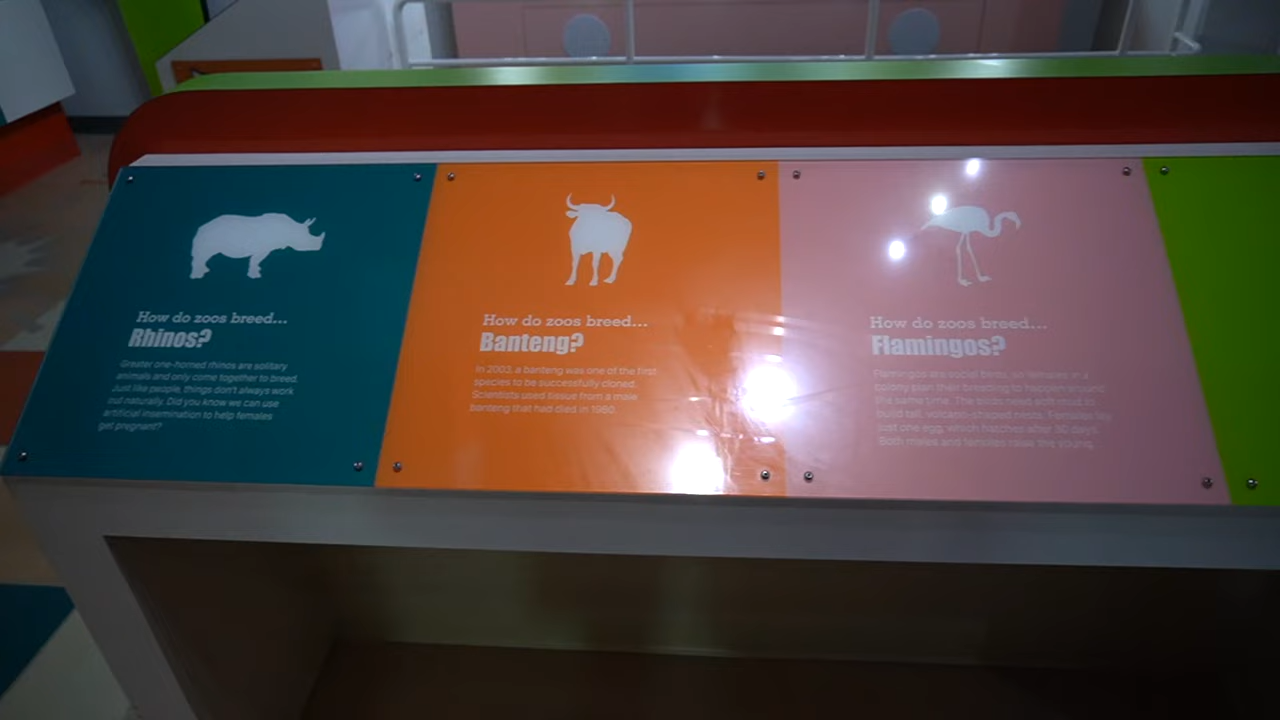 How do zoos breed...
Rhinos?
Greater one-horned rhinos are solitary
animals and only come together to breed.
Just like people, things don't always work
out naturally. Did you know we can use
artificial insemination to help females
get pregnant?
How do zoos breed...
Banteng?
In 2003, a banteng was one of the first
species to be successfully cloned.
Scientists used tissue from a male
banteng that had died in 1980.
How do zoos breed...
Flamingos?
Flamingos are social birds, so females in a
colony plan their breeding to happen around
the same time. The birds meet and mate to
build tall, volcano-like mud nests. Females lay
just one egg, which hatches after 30 days.
Both males and females raise the young.